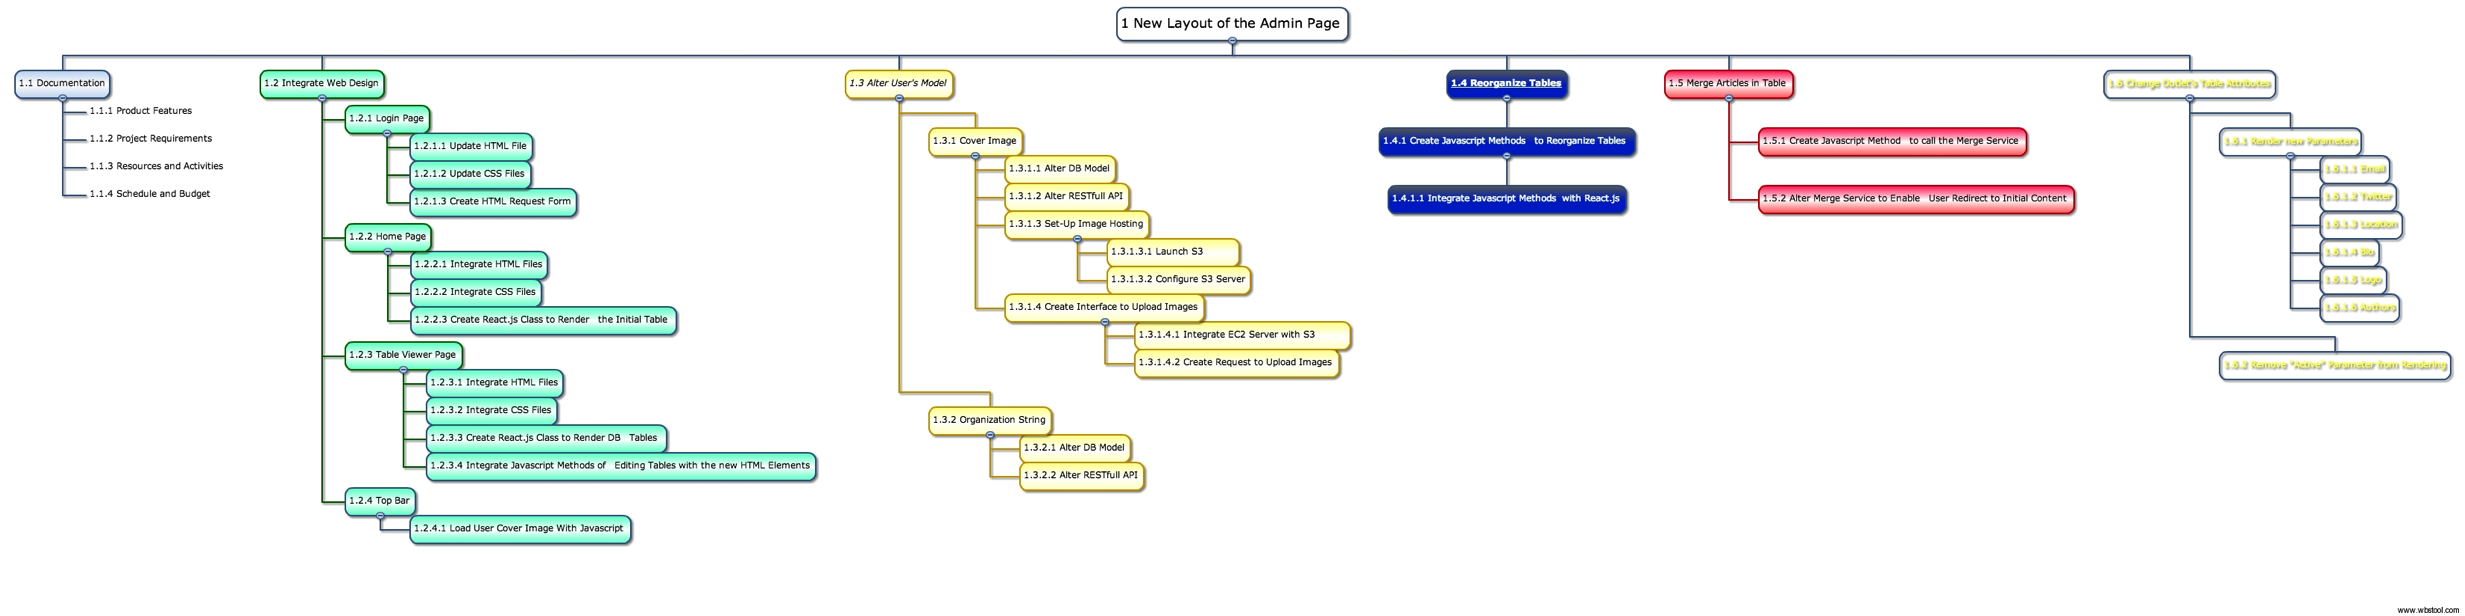 1 New Layout of the Admin Page
1.1 Documentation
1.1.1 Product Features
1.1.2 Project Requirements
1.1.3 Resources and Activities
1.1.4 Schedule and Budget
1.2 Integrate Web Design
1.2.1 Login Page
1.2.1.1 Update HTML File
1.2.1.2 Update CSS Files
1.2.1.3 Create HTML Request Form
1.2.2 Home Page
1.2.2.1 Integrate HTML Files
1.2.2.2 Integrate CSS Files
1.2.2.3 Create React.js Class to Render the Initial Table
1.2.3 Table Viewer Page
1.2.3.1 Integrate HTML Files
1.2.3.2 Integrate CSS Files
1.2.3.3 Create React.js Class to Render DB Tables
1.2.3.4 Integrate Javascript Methods of Editing Tables with the new HTML Elements
1.2.4 Top Bar
1.2.4.1 Load User Cover Image With Javascript
1.3 Alter User's Model
1.3.1 Cover Image
1.3.1.1 Alter DB Model
1.3.1.2 Alter RESTfull API
1.3.1.3 Set-Up Image Hosting
1.3.1.3.1 Launch S3
1.3.1.3.2 Configure S3 Server
1.3.1.4 Create Interface to Upload Images
1.3.1.4.1 Integrate EC2 Server with S3
1.3.1.4.2 Create Request to Upload Images
1.3.2 Organization String
1.3.2.1 Alter DB Model
1.3.2.2 Alter RESTfull API
1.4 Reorganize Tables
1.4.1 Create Javascript Methods to Reorganize Tables
1.4.1.1 Integrate Javascript Methods with React.js
1.5 Merge Articles in Table
1.5.1 Create Javascript Method to call the Merge Service
1.5.2 Alter Merge Service to Enable User Redirect to Initial Content
1.6 Change Outlet's Table Attributes
1.6.1 Render new Parameters
1.6.1.1 Email
1.6.1.2 Twitter
1.6.1.3 Location
1.6.1.4 Bio
1.6.1.5 Logo
1.6.1.6 Authors
1.6.2 Remove "Active" Parameter from Rendering
www.wbstool.com